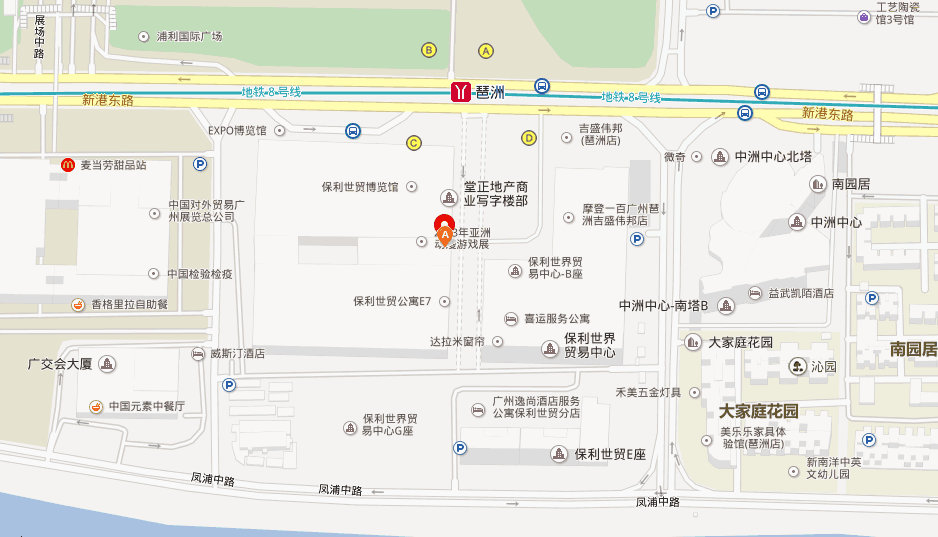 工艺陶瓷
馆3号馆
P
展场中路
浦利国际广场
B
A
琶洲
地铁 8 号线
地铁 8 号线
新港东路
新港东路
EXPO博览馆
C
D
吉盛伟邦
(琶洲店)
麦当劳甜品站
P
微奇
中洲中心北塔
保利世贸博览馆
堂正地产商
业写字楼部
南园居
中国对外贸易广
州展览总公司
摩登一百广州琶
洲吉盛伟邦店
中洲中心
P
A
3年亚洲
动漫游戏展
中国检验检疫
保利世界贸
易中心-B座
香格里拉自助餐
保利世贸公寓E7
中洲中心-南塔B
益武凯陌酒店
P
喜运服务公寓
达拉米窗帘
保利世界
贸易中心
大家庭花园
南园居
威斯汀酒店
广交会大厦
沁园
P
禾美五金灯具
中国元素中餐厅
广州逸尚酒店服务
公寓保利世贸分店
大家庭花园
保利世界贸
易中心G座
美乐乐家具体
验馆(琶洲店)
P
P
保利世贸E座
新南洋中英
文幼儿园
凤浦中路
凤浦中路
凤浦中路